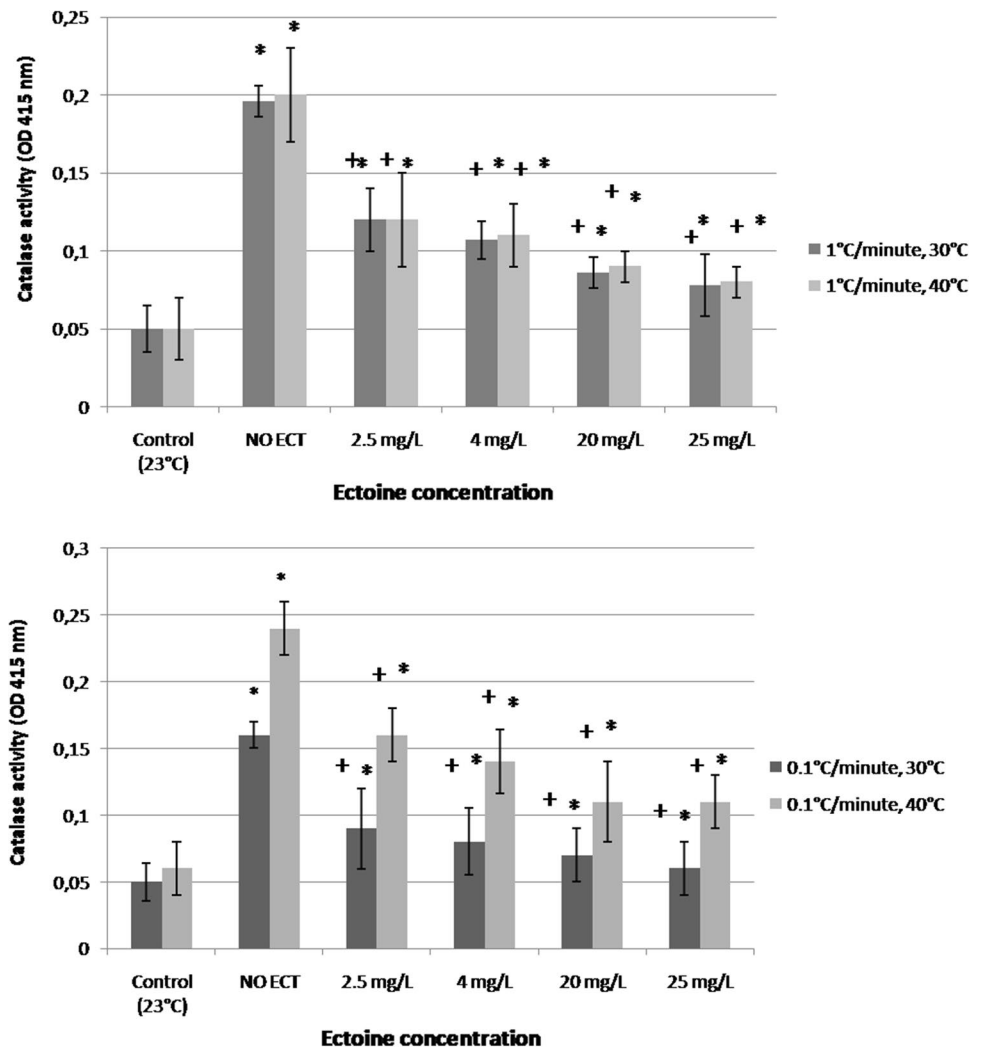 0,25
0,2
0,15
0,1
0,05
0
Catalase activity (OD 415 nm)
* *
+* + *
+ * + *
+ * + *
+ * + *
Control (23°C) NO ECT 2.5 mg/L 4 mg/L 20 mg/L 25 mg/L
Ectoine concentration
1°C/minute, 30°C
1°C/minute, 40°C
0,3
0,25
0,2
0,15
0,1
0,05
0
Catalase activity (OD 415 nm)
* *
+ * + *
+ * + *
+ * + *
+ * + *
Control (23°C) NO ECT 2.5 mg/L 4 mg/L 20 mg/L 25 mg/L
Ectoine concentration
0.1°C/minute, 30°C
0.1°C/minute, 40°C